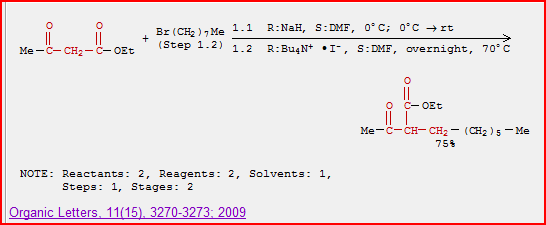 O O
Me—C—CH2—C—OEt + Br(CH2)7Me (Step 1.2)
1.1 R:NaH, S:DMF, 0°C; 0°C → rt
1.2 R:Bu4N+ •I-, S:DMF, overnight, 70°C
O
O C—OEt
Me—C—CH—CH2—(CH2)5—Me
75%
NOTE: Reactants: 2, Reagents: 2, Solvents: 1,
Steps: 1, Stages: 2
Organic Letters, 11(15), 3270-3273; 2009